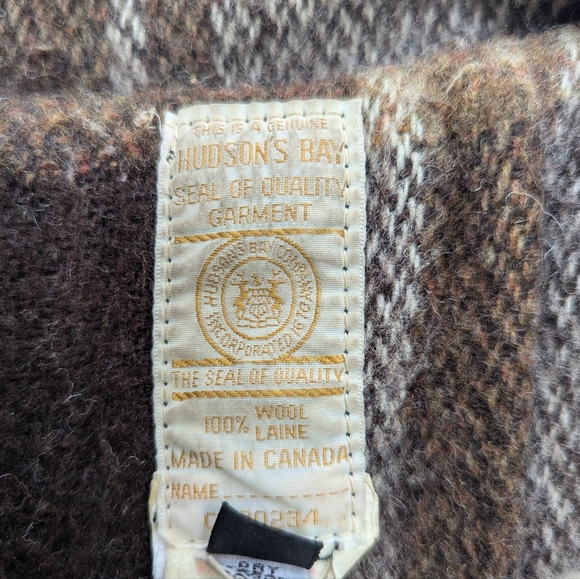 THIS IS A GENUINE
HUDSON'S BAY
SEAL OF QUALITY
GARMENT
HUDSON'S BAY COMPANY
INCORPORATED 1670
THE SEAL OF QUALITY
100% WOOL
LAINE
MADE IN CANADA
NAME
DRY